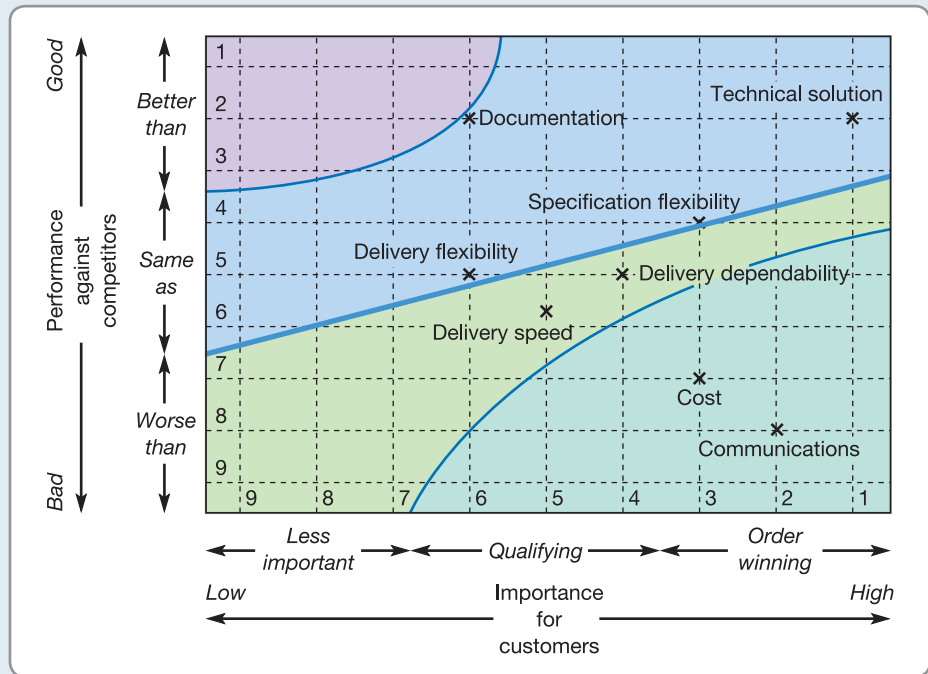 Good
Performance
against
competitors
Bad
Better
than
Same
as
Worse
than
1
2
3
4
5
6
7
8
9
Technical solution
Documentation
Specification flexibility
Delivery flexibility
Delivery dependability
Delivery speed
Cost
Communications
9 8 7 6 5 4 3 2 1
Less
important
Qualifying
Order
winning
Low
Importance
for
customers
High